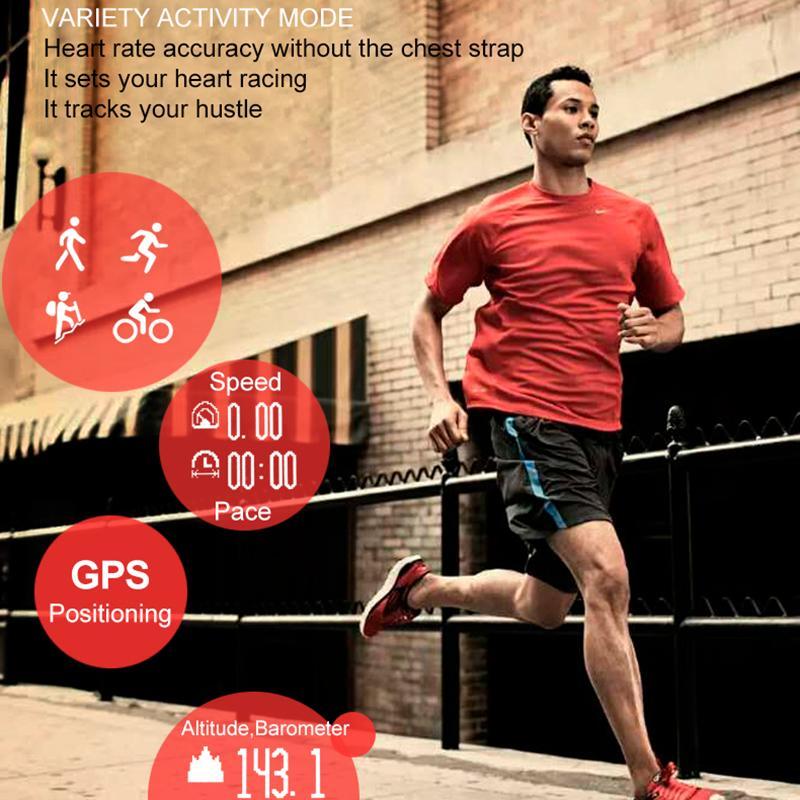 VARIETY ACTIVITY MODE
Heart rate accuracy without the chest strap
It sets your heart racing
It tracks your hustle
Speed
0.00
00:00
Pace
GPS
Positioning
Altitude,Barometer
143.1